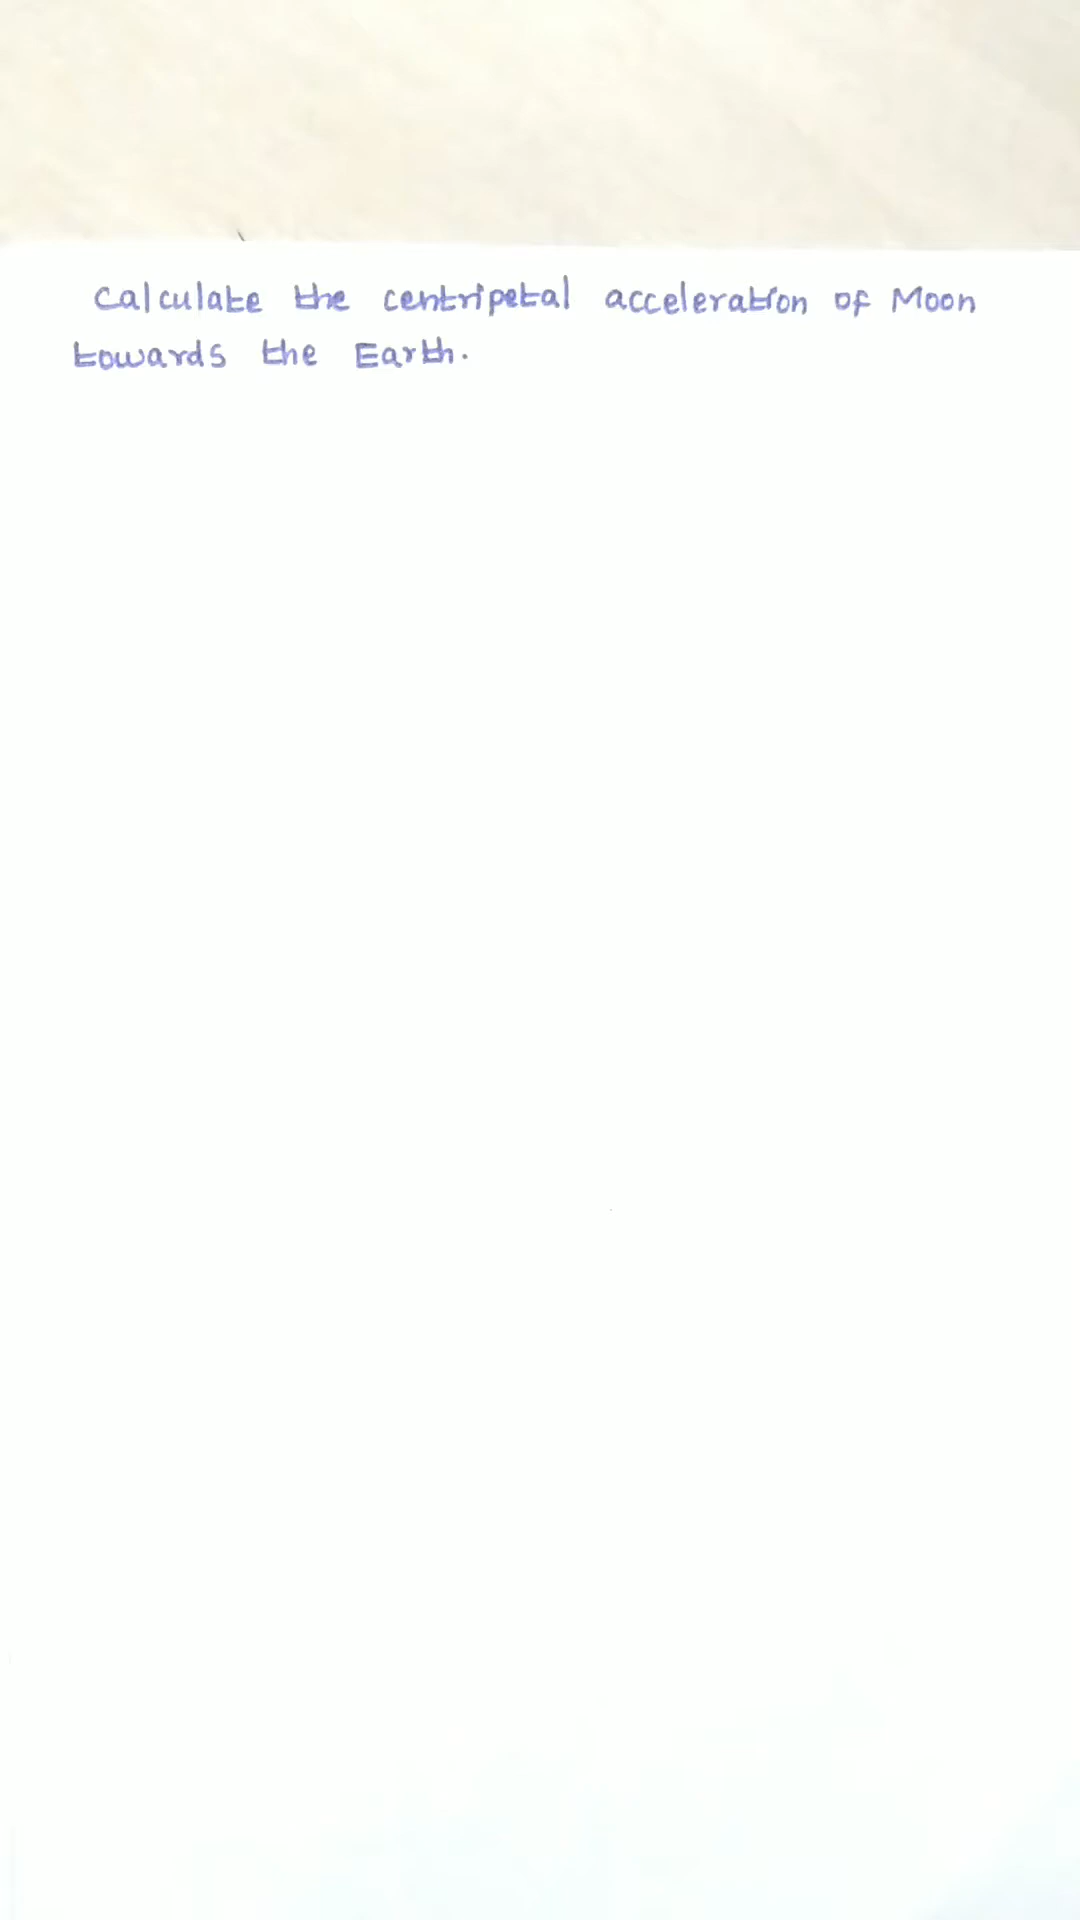 Calculate the centripetal acceleration of Moon
towards the Earth.